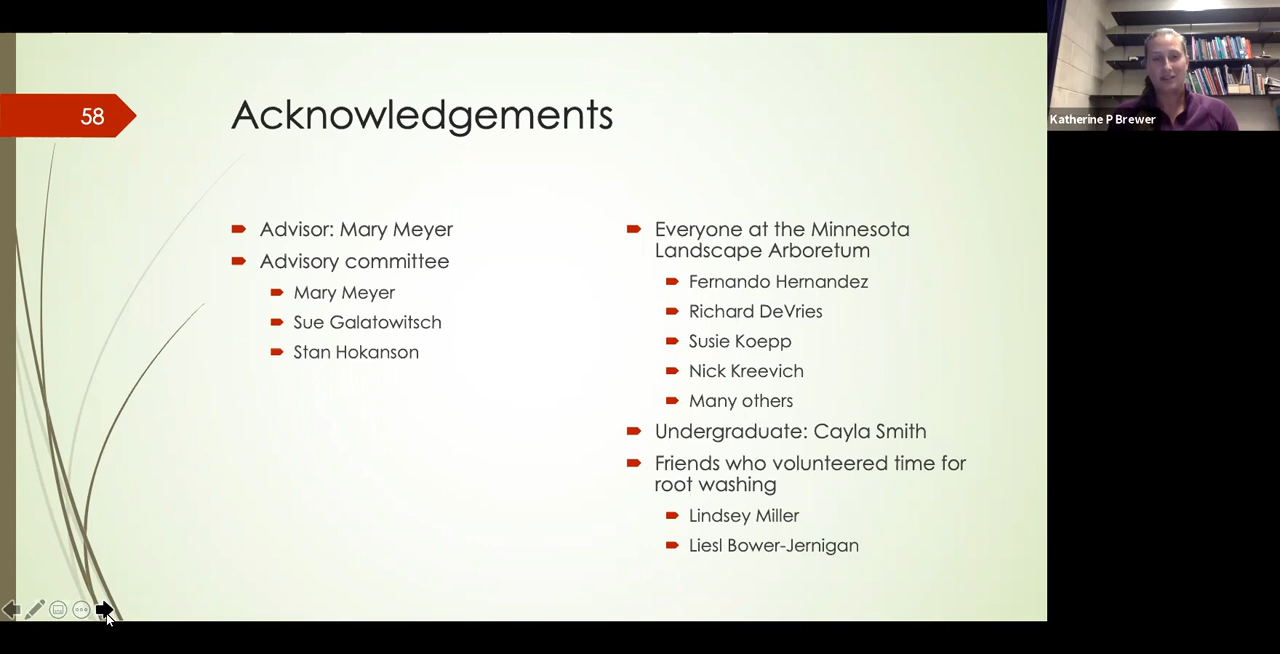 58
Acknowledgements
Advisor: Mary Meyer
Advisory committee
Mary Meyer
Sue Galatowitsch
Stan Hokanson
Everyone at the Minnesota
Landscape Arboretum
Fernando Hernandez
Richard DeVries
Susie Koepp
Nick Kreevich
Many others
Undergraduate: Cayla Smith
Friends who volunteered time for
root washing
Lindsey Miller
Liesl Bower-Jernigan
Katherine P Brewer